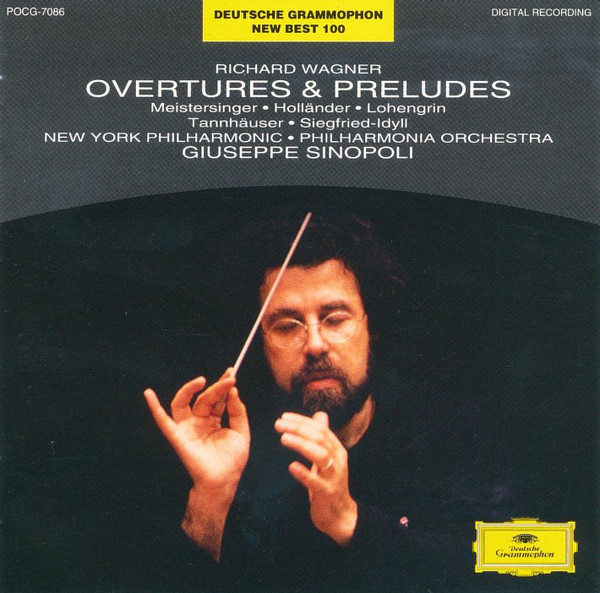 POCG-7086
DEUTSCHE GRAMMOPHON
NEW BEST 100
DIGITAL RECORDING
RICHARD WAGNER
OVERTURES & PRELUDES
Meistersinger • Holländer • Lohengrin
Tannhäuser • Siegfried-Idyll
NEW YORK PHILHARMONIC • PHILHARMONIA ORCHESTRA
GIUSEPPE SINOPOLI
Deutsche
Grammophon